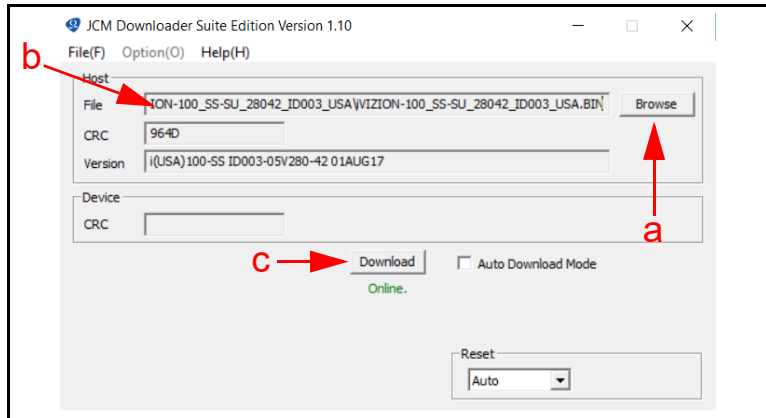 JCM Downloader Suite Edition Version 1.10
File(F) Option(O) Help(H)
b
Host
File ION-100_SS-SU_28042_ID003_USA\iVIZION-100_SS-SU_28042_ID003_USA.BIN Browse
CRC 964D
Version i(USA)100-SS ID003-05V280-42 01AUG17
Device
CRC
a
c Download Auto Download Mode
Online.
Reset
Auto